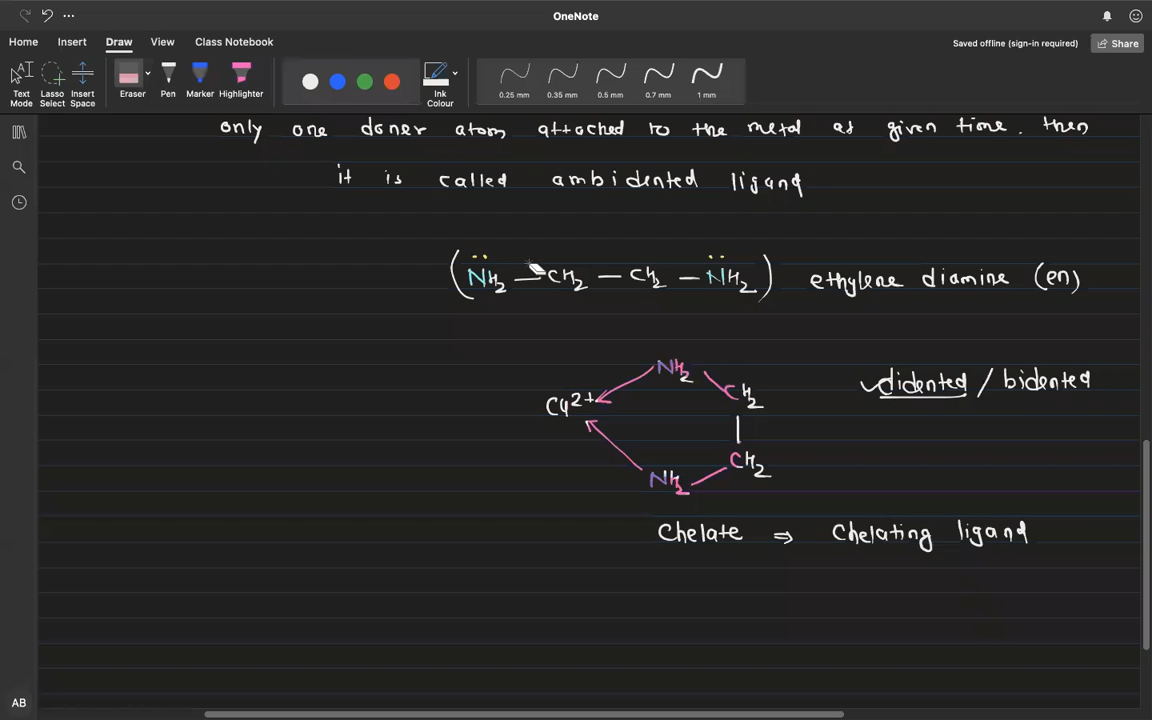 OneNote
Home Insert Draw View Class Notebook
Saved offline (sign-in required) Share
Text Mode
Lasso Select
Insert Space
Eraser
Pen
Marker
Highlighter
Ink Colour
0.25 mm 0.35 mm 0.5 mm 0.7 mm 1 mm
only one doner atom attached to the metal at given time. then
it is called ambidented ligand
(NH2 — CH2 — CH2 — NH2) ethylene diamine (en)
NH2
CH2
didented / bidented
Cu2+
CH2
NH2
Chelate ⇒ Chelating ligand
AB